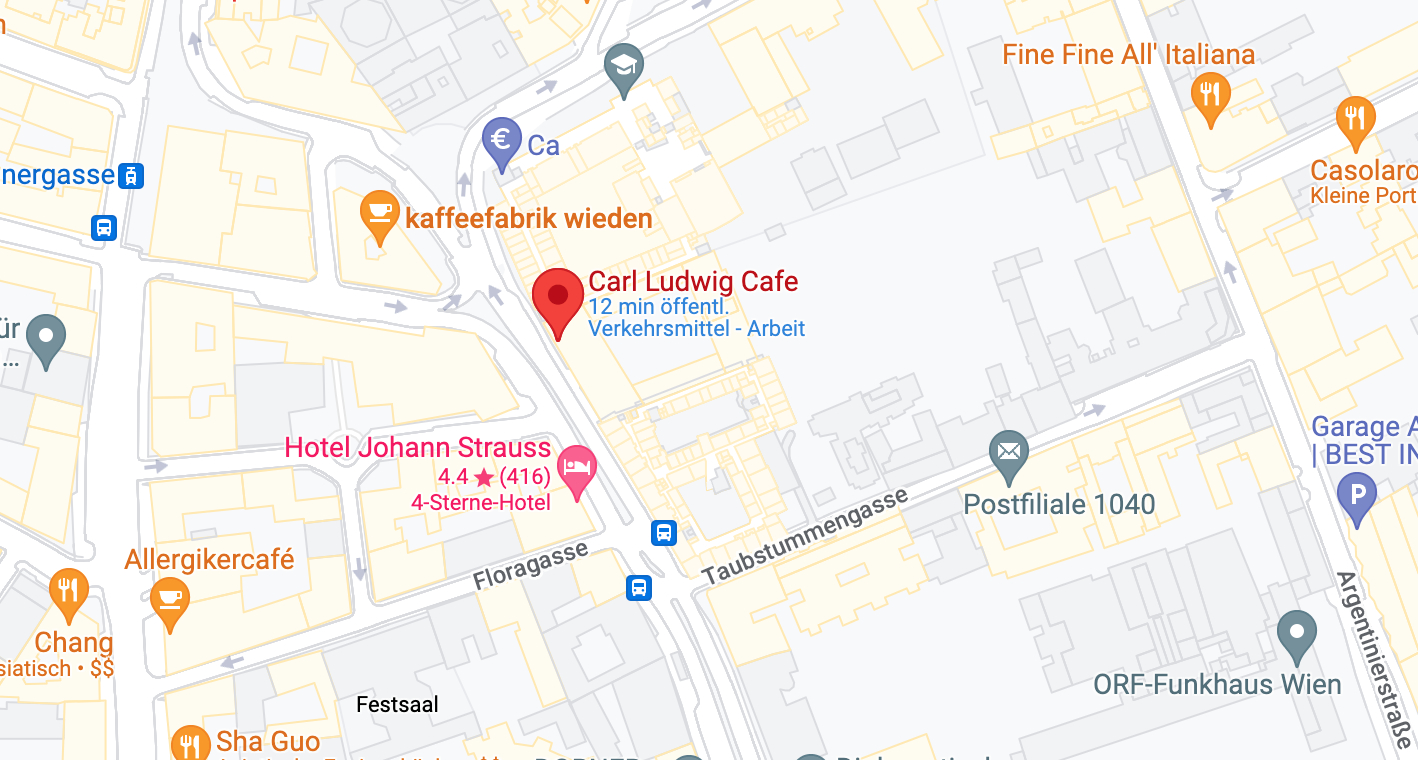 Fine Fine All' Italiana
€ Ca
nergasse
Casolaro
Kleine Port
kaffeefabrik wieden
Carl Ludwig Cafe
12 min öffentl.
Verkehrsmittel - Arbeit
ür
...
Garage A
| BEST IN
P
Hotel Johann Strauss
4.4 ★ (416)
4-Sterne-Hotel
Postfiliale 1040
Taubstummengasse
Floragasse
Allergikercafé
Argentinierstraße
Chang
siatisch • $$
ORF-Funkhaus Wien
Festsaal
Sha Guo